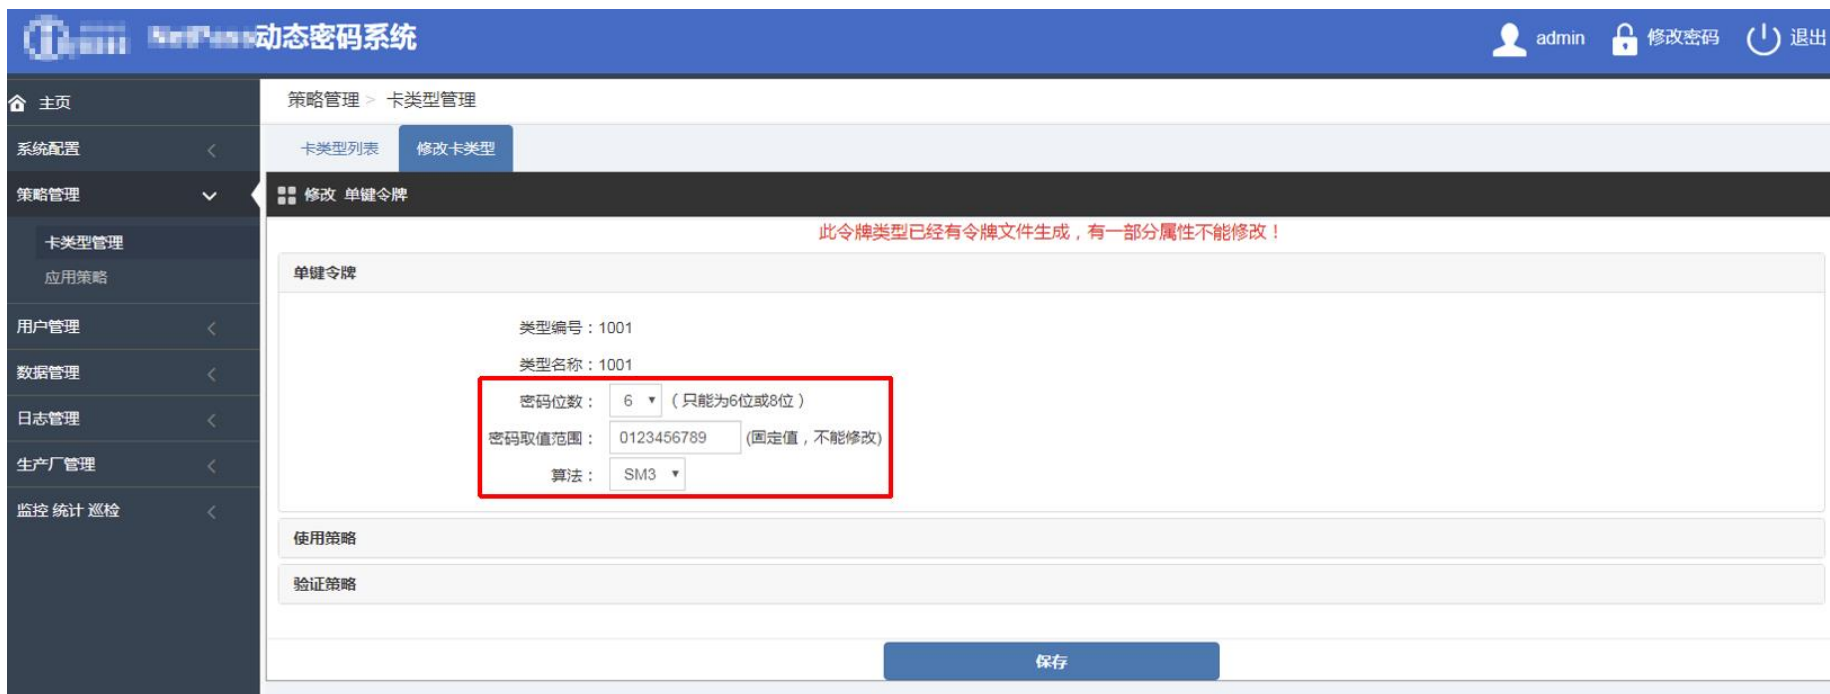 动态密码系统
admin 修改密码 退出
主页
系统配置
策略管理
卡类型管理
应用策略
用户管理
数据管理
日志管理
生产厂管理
监控 统计 巡检
策略管理 > 卡类型管理
卡类型列表 修改卡类型
修改 单键令牌
此令牌类型已经有令牌文件生成，有一部分属性不能修改！
单键令牌
类型编号：1001
类型名称：1001
密码位数： 6 （只能为6位或8位）
密码取值范围： 0123456789 (固定值，不能修改)
算法： SM3
使用策略
验证策略
保存